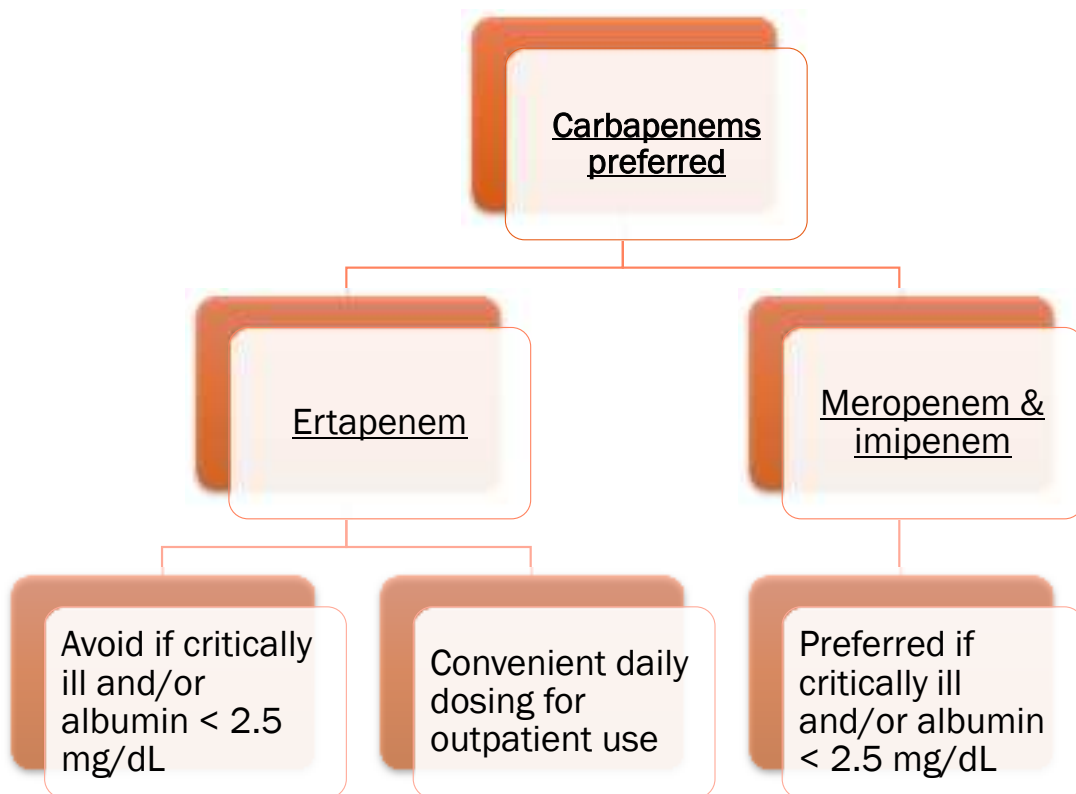 Carbapenems
preferred
Ertapenem
Meropenem &
imipenem
Avoid if critically
ill and/or
albumin < 2.5
mg/dL
Convenient daily
dosing for
outpatient use
Preferred if
critically ill
and/or albumin
< 2.5 mg/dL